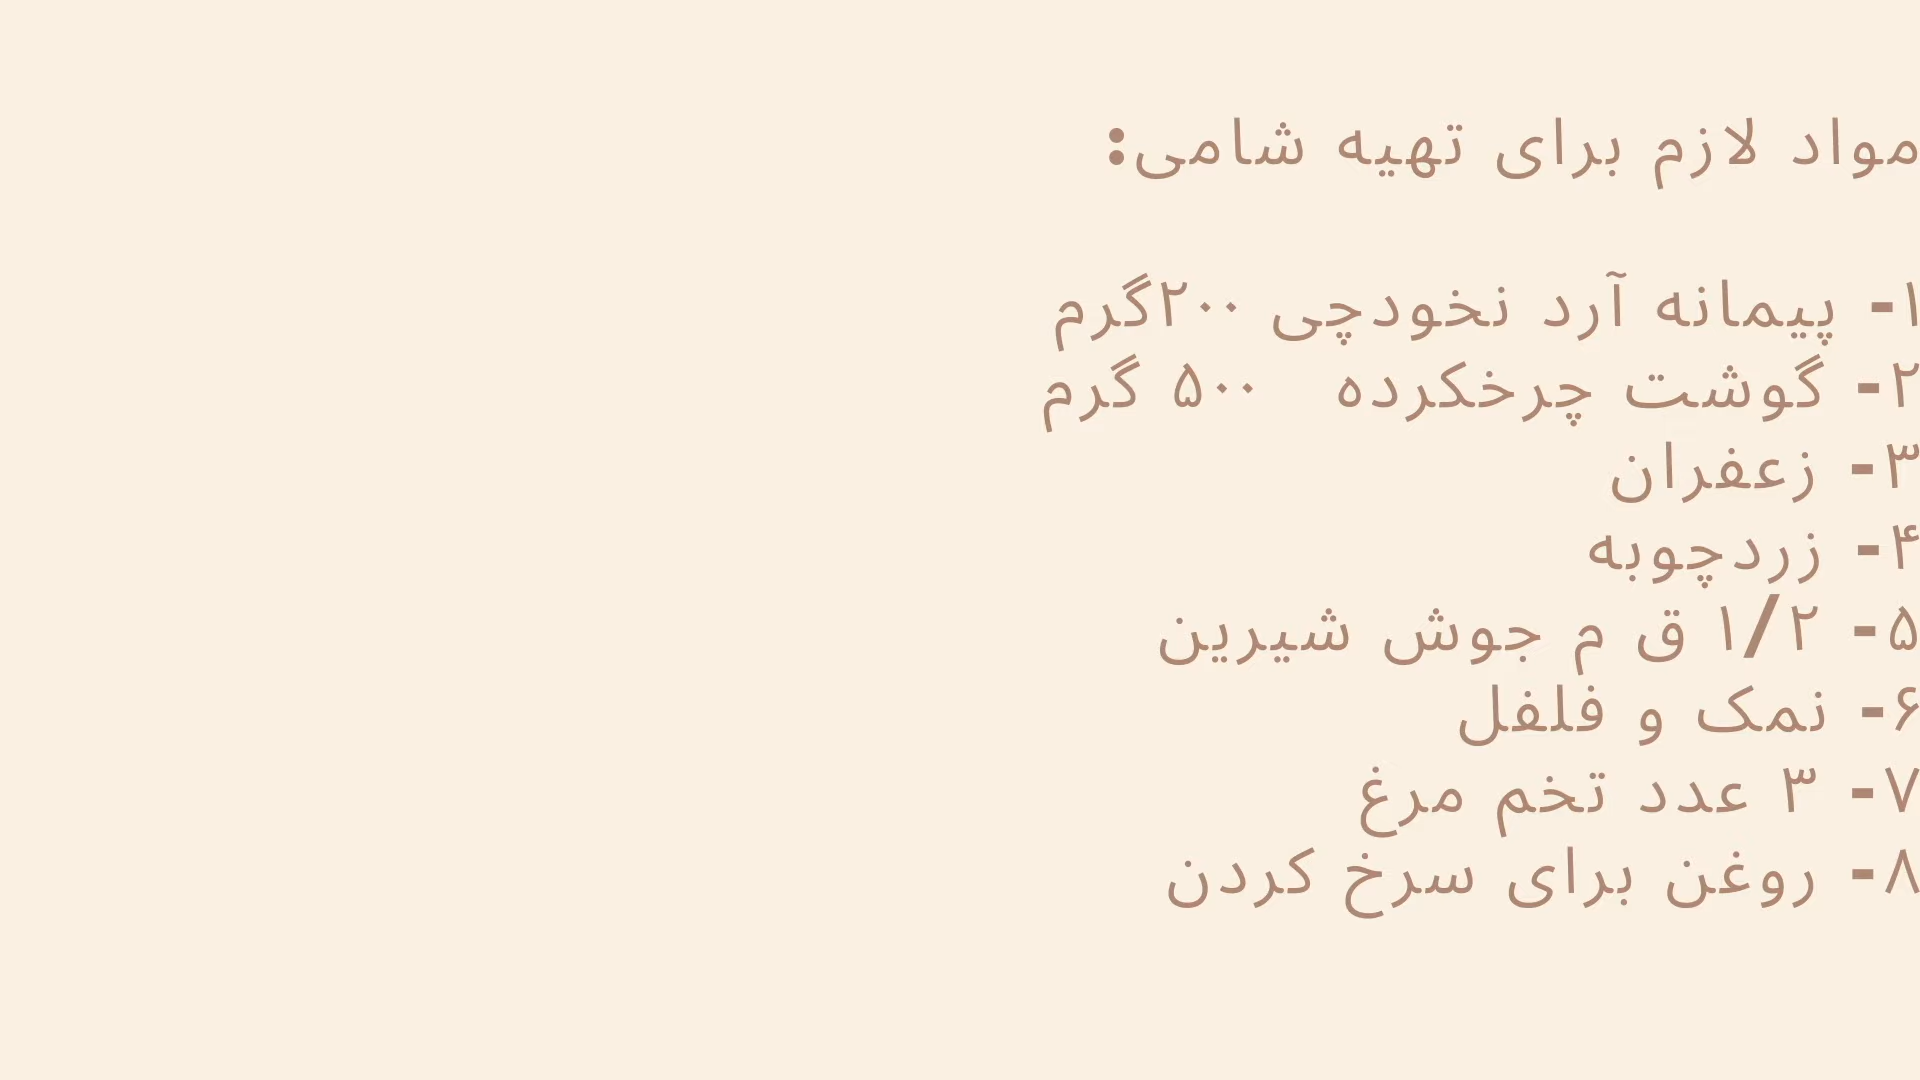 مواد لازم برای تهیه شامی:
۱- پیمانه آرد نخودچی ۲۰۰گرم
۲- گوشت چرخکرده   ۵۰۰ گرم
۳- زعفران
۴- زردچوبه
۵- ۱/۲ ق م جوش شیرین
۶- نمک و فلفل
۷- ۳ عدد تخم مرغ
۸- روغن برای سرخ کردن